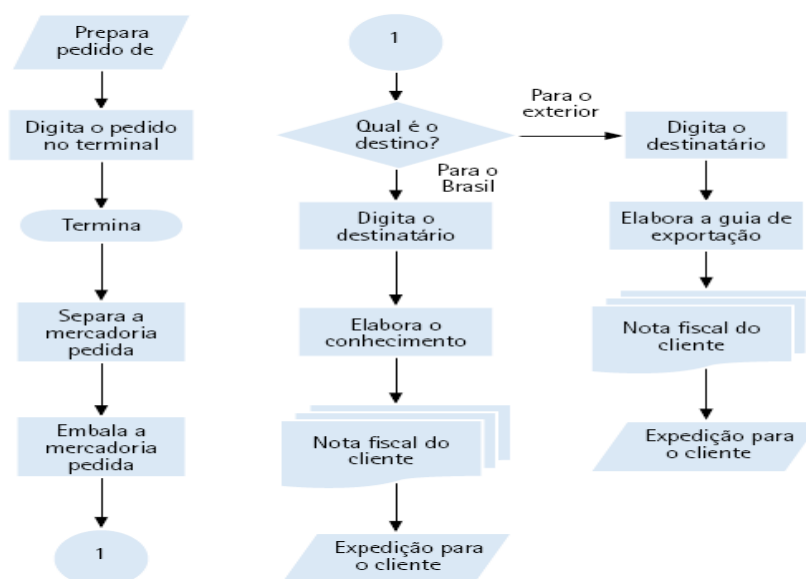 Prepara
pedido de
Digita o pedido
no terminal
Termina
Separa a
mercadoria
pedida
Embala a
mercadoria
pedida
1
1
Qual é o
destino?
Para o
exterior
Para o
Brasil
Digita o
destinatário
Elabora o
conhecimento
Nota fiscal do
cliente
Expedição para
o cliente
Digita o
destinatário
Elabora a guia de
exportação
Nota fiscal do
cliente
Expedição para
o cliente